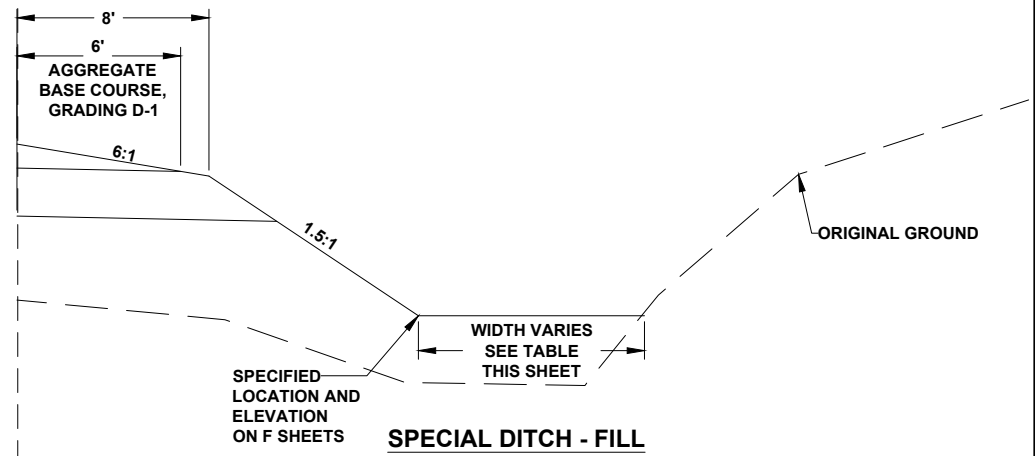 8'
6'
AGGREGATE
BASE COURSE,
GRADING D-1
6:1
1.5:1
ORIGINAL GROUND
WIDTH VARIES
SEE TABLE
THIS SHEET
SPECIFIED
LOCATION AND
ELEVATION
ON F SHEETS
SPECIAL DITCH - FILL